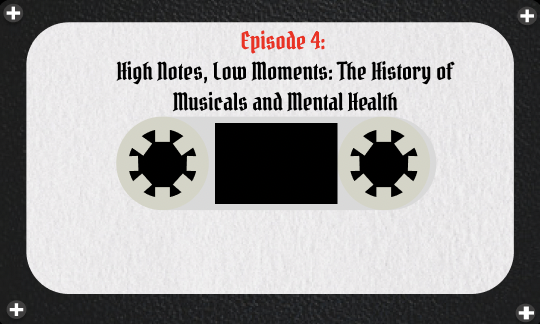 Episode 4:
High Notes, Low Moments: The History of
Musicals and Mental Health